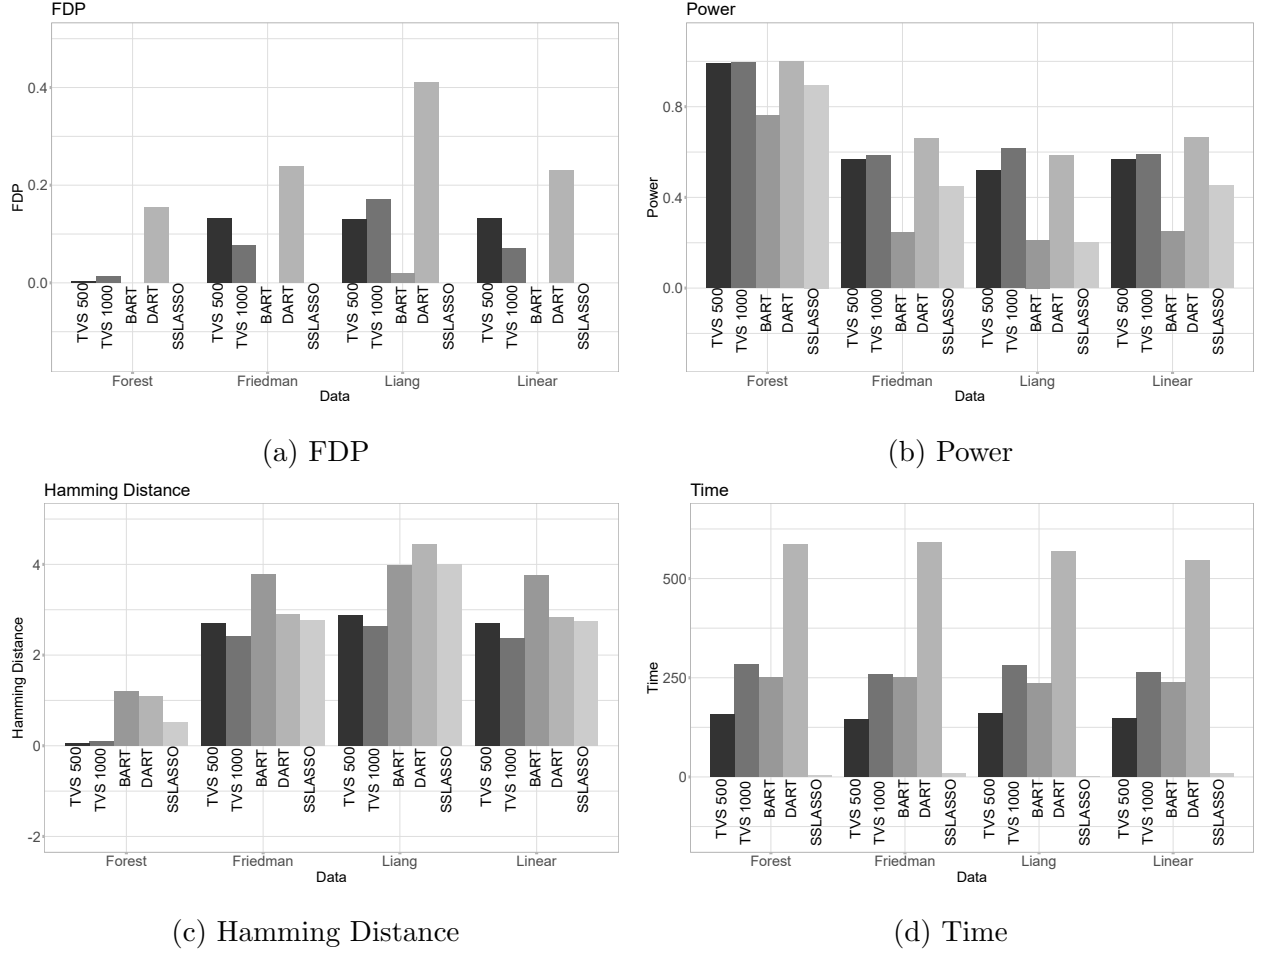 FDP
FDP
0.4
0.2
0.0
TVS 500
TVS 1000
BART
DART
SSLASSO
TVS 500
TVS 1000
BART
DART
SSLASSO
TVS 500
TVS 1000
BART
DART
SSLASSO
TVS 500
TVS 1000
BART
DART
SSLASSO
Forest Friedman Liang Linear
Data
(a) FDP
Power
Power
0.8
0.4
0.0
TVS 500
TVS 1000
BART
DART
SSLASSO
TVS 500
TVS 1000
BART
DART
SSLASSO
TVS 500
TVS 1000
BART
DART
SSLASSO
TVS 500
TVS 1000
BART
DART
SSLASSO
Forest Friedman Liang Linear
Data
(b) Power
Hamming Distance
Hamming Distance
4
2
0
-2
TVS 500
TVS 1000
BART
DART
SSLASSO
TVS 500
TVS 1000
BART
DART
SSLASSO
TVS 500
TVS 1000
BART
DART
SSLASSO
TVS 500
TVS 1000
BART
DART
SSLASSO
Forest Friedman Liang Linear
Data
(c) Hamming Distance
Time
Time
500
250
0
TVS 500
TVS 1000
BART
DART
SSLASSO
TVS 500
TVS 1000
BART
DART
SSLASSO
TVS 500
TVS 1000
BART
DART
SSLASSO
TVS 500
TVS 1000
BART
DART
SSLASSO
Forest Friedman Liang Linear
Data
(d) Time